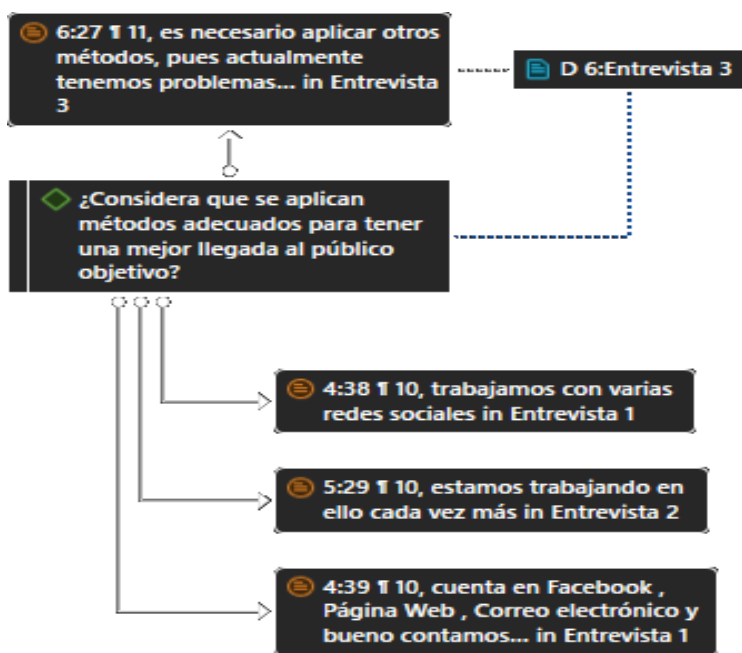 6:27 ¶ 11, es necesario aplicar otros
métodos, pues actualmente
tenemos problemas... in Entrevista
3
D 6:Entrevista 3
¿Considera que se aplican
métodos adecuados para tener
una mejor llegada al público
objetivo?
4:38 ¶ 10, trabajamos con varias
redes sociales in Entrevista 1
5:29 ¶ 10, estamos trabajando en
ello cada vez más in Entrevista 2
4:39 ¶ 10, cuenta en Facebook ,
Página Web , Correo electrónico y
bueno contamos... in Entrevista 1